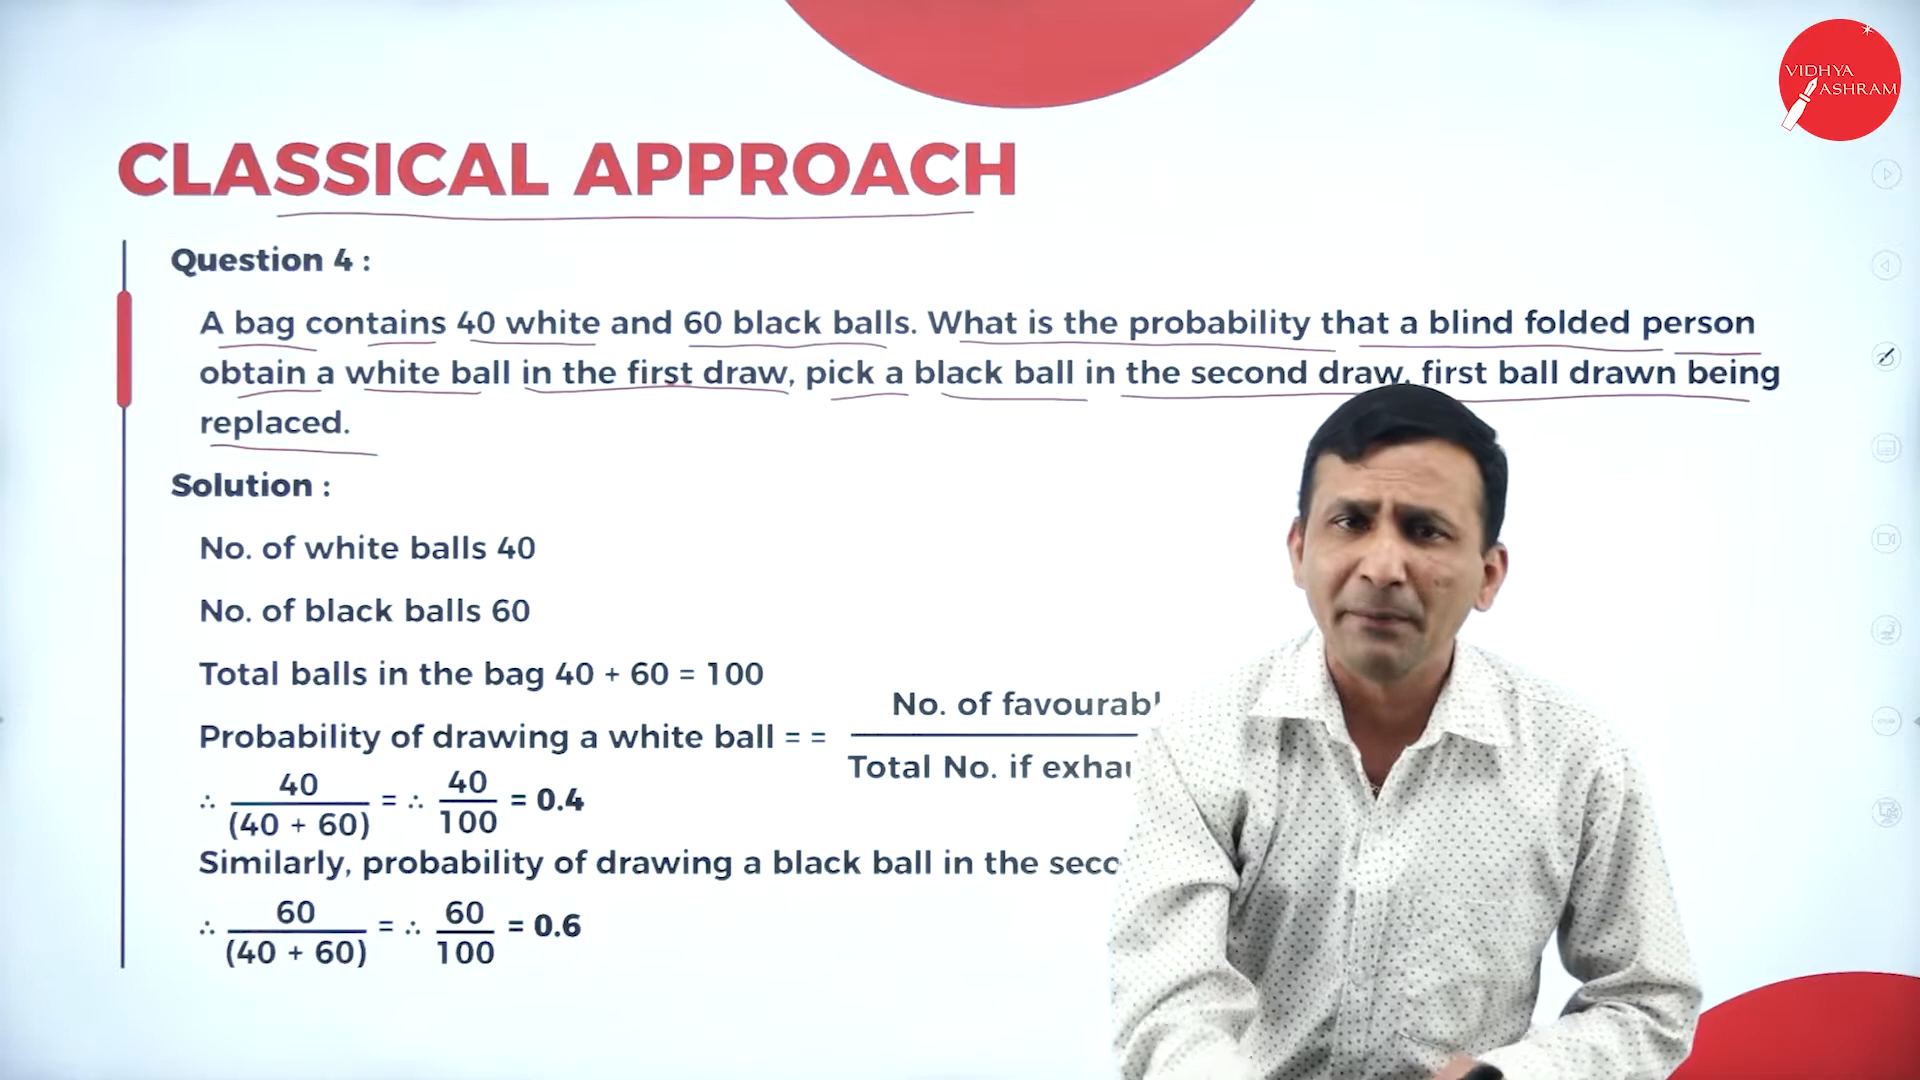 VIDHYA
ASHRAM
CLASSICAL APPROACH
Question 4 :
A bag contains 40 white and 60 black balls. What is the probability that a blind folded person
obtain a white ball in the first draw, pick a black ball in the second draw, first ball drawn being
replaced.
Solution :
No. of white balls 40
No. of black balls 60
Total balls in the bag 40 + 60 = 100
No. of
Probability of drawing a white ball = =
Total No. if
∴ 40/(40 + 60) = ∴ 40/100 = 0.4
Similarly, probability of drawing a black ball in the
∴ 60/(40 + 60) = ∴ 60/100 = 0.6